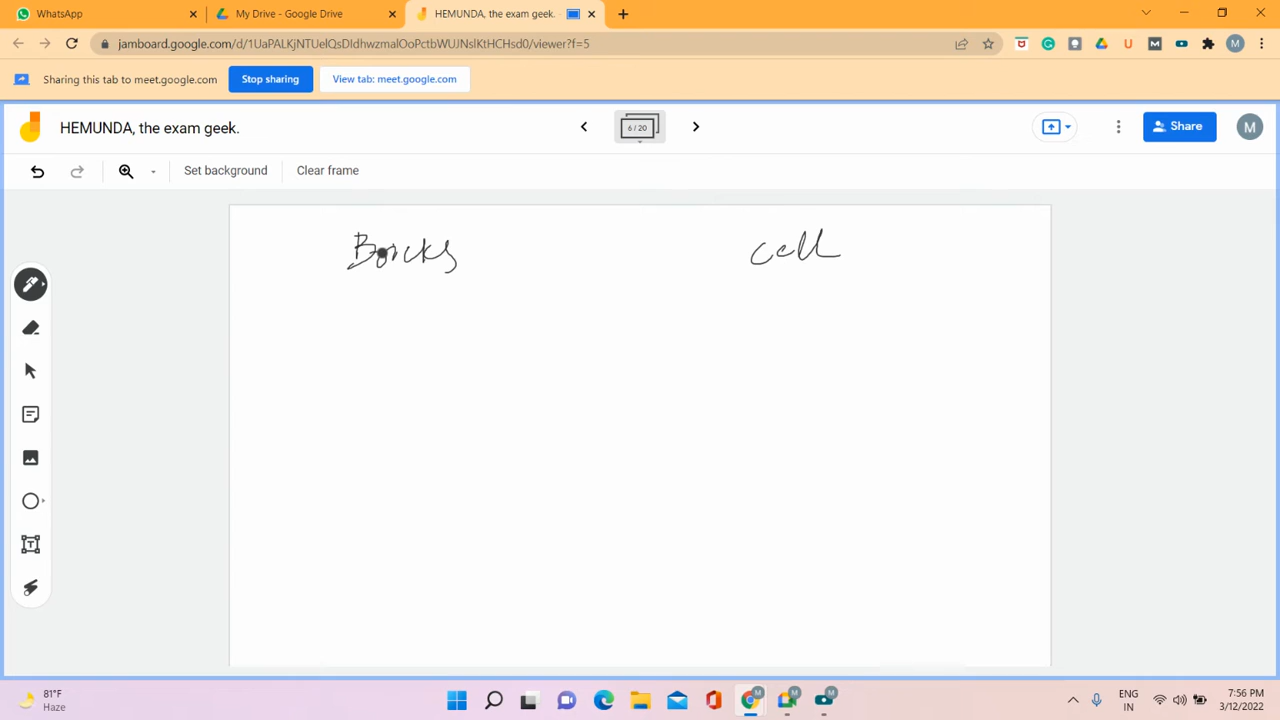 WhatsApp
My Drive - Google Drive
HEMUNDA, the exam geek.
jamboard.google.com/d/1UaPALKjNTUelQsDIdhwzmalOoPctbWUJNslKtHCHsd0/viewer?f=5
Sharing this tab to meet.google.com
Stop sharing
View tab: meet.google.com
HEMUNDA, the exam geek.
6 / 20
Share
M
Set background
Clear frame
cell
81°F
Haze
ENG
IN
7:56 PM
3/12/2022